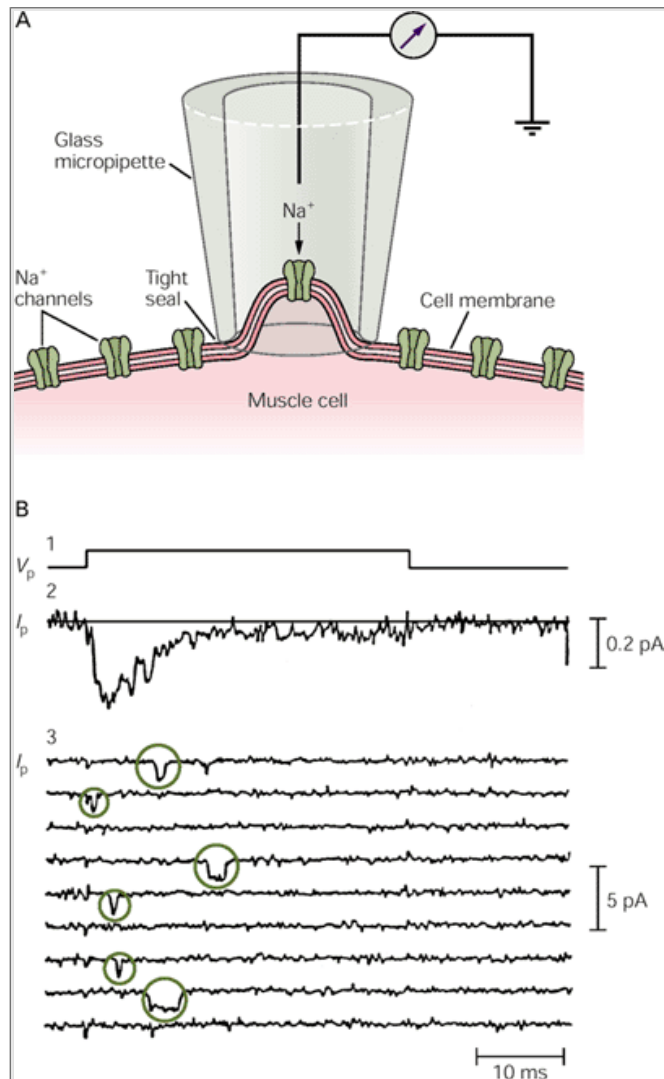 A
Glass
micropipette
Na+
Na+
channels
Tight
seal
Cell membrane
Muscle cell
B
1
Vp
2
Ip
0.2 pA
3
Ip
5 pA
10 ms